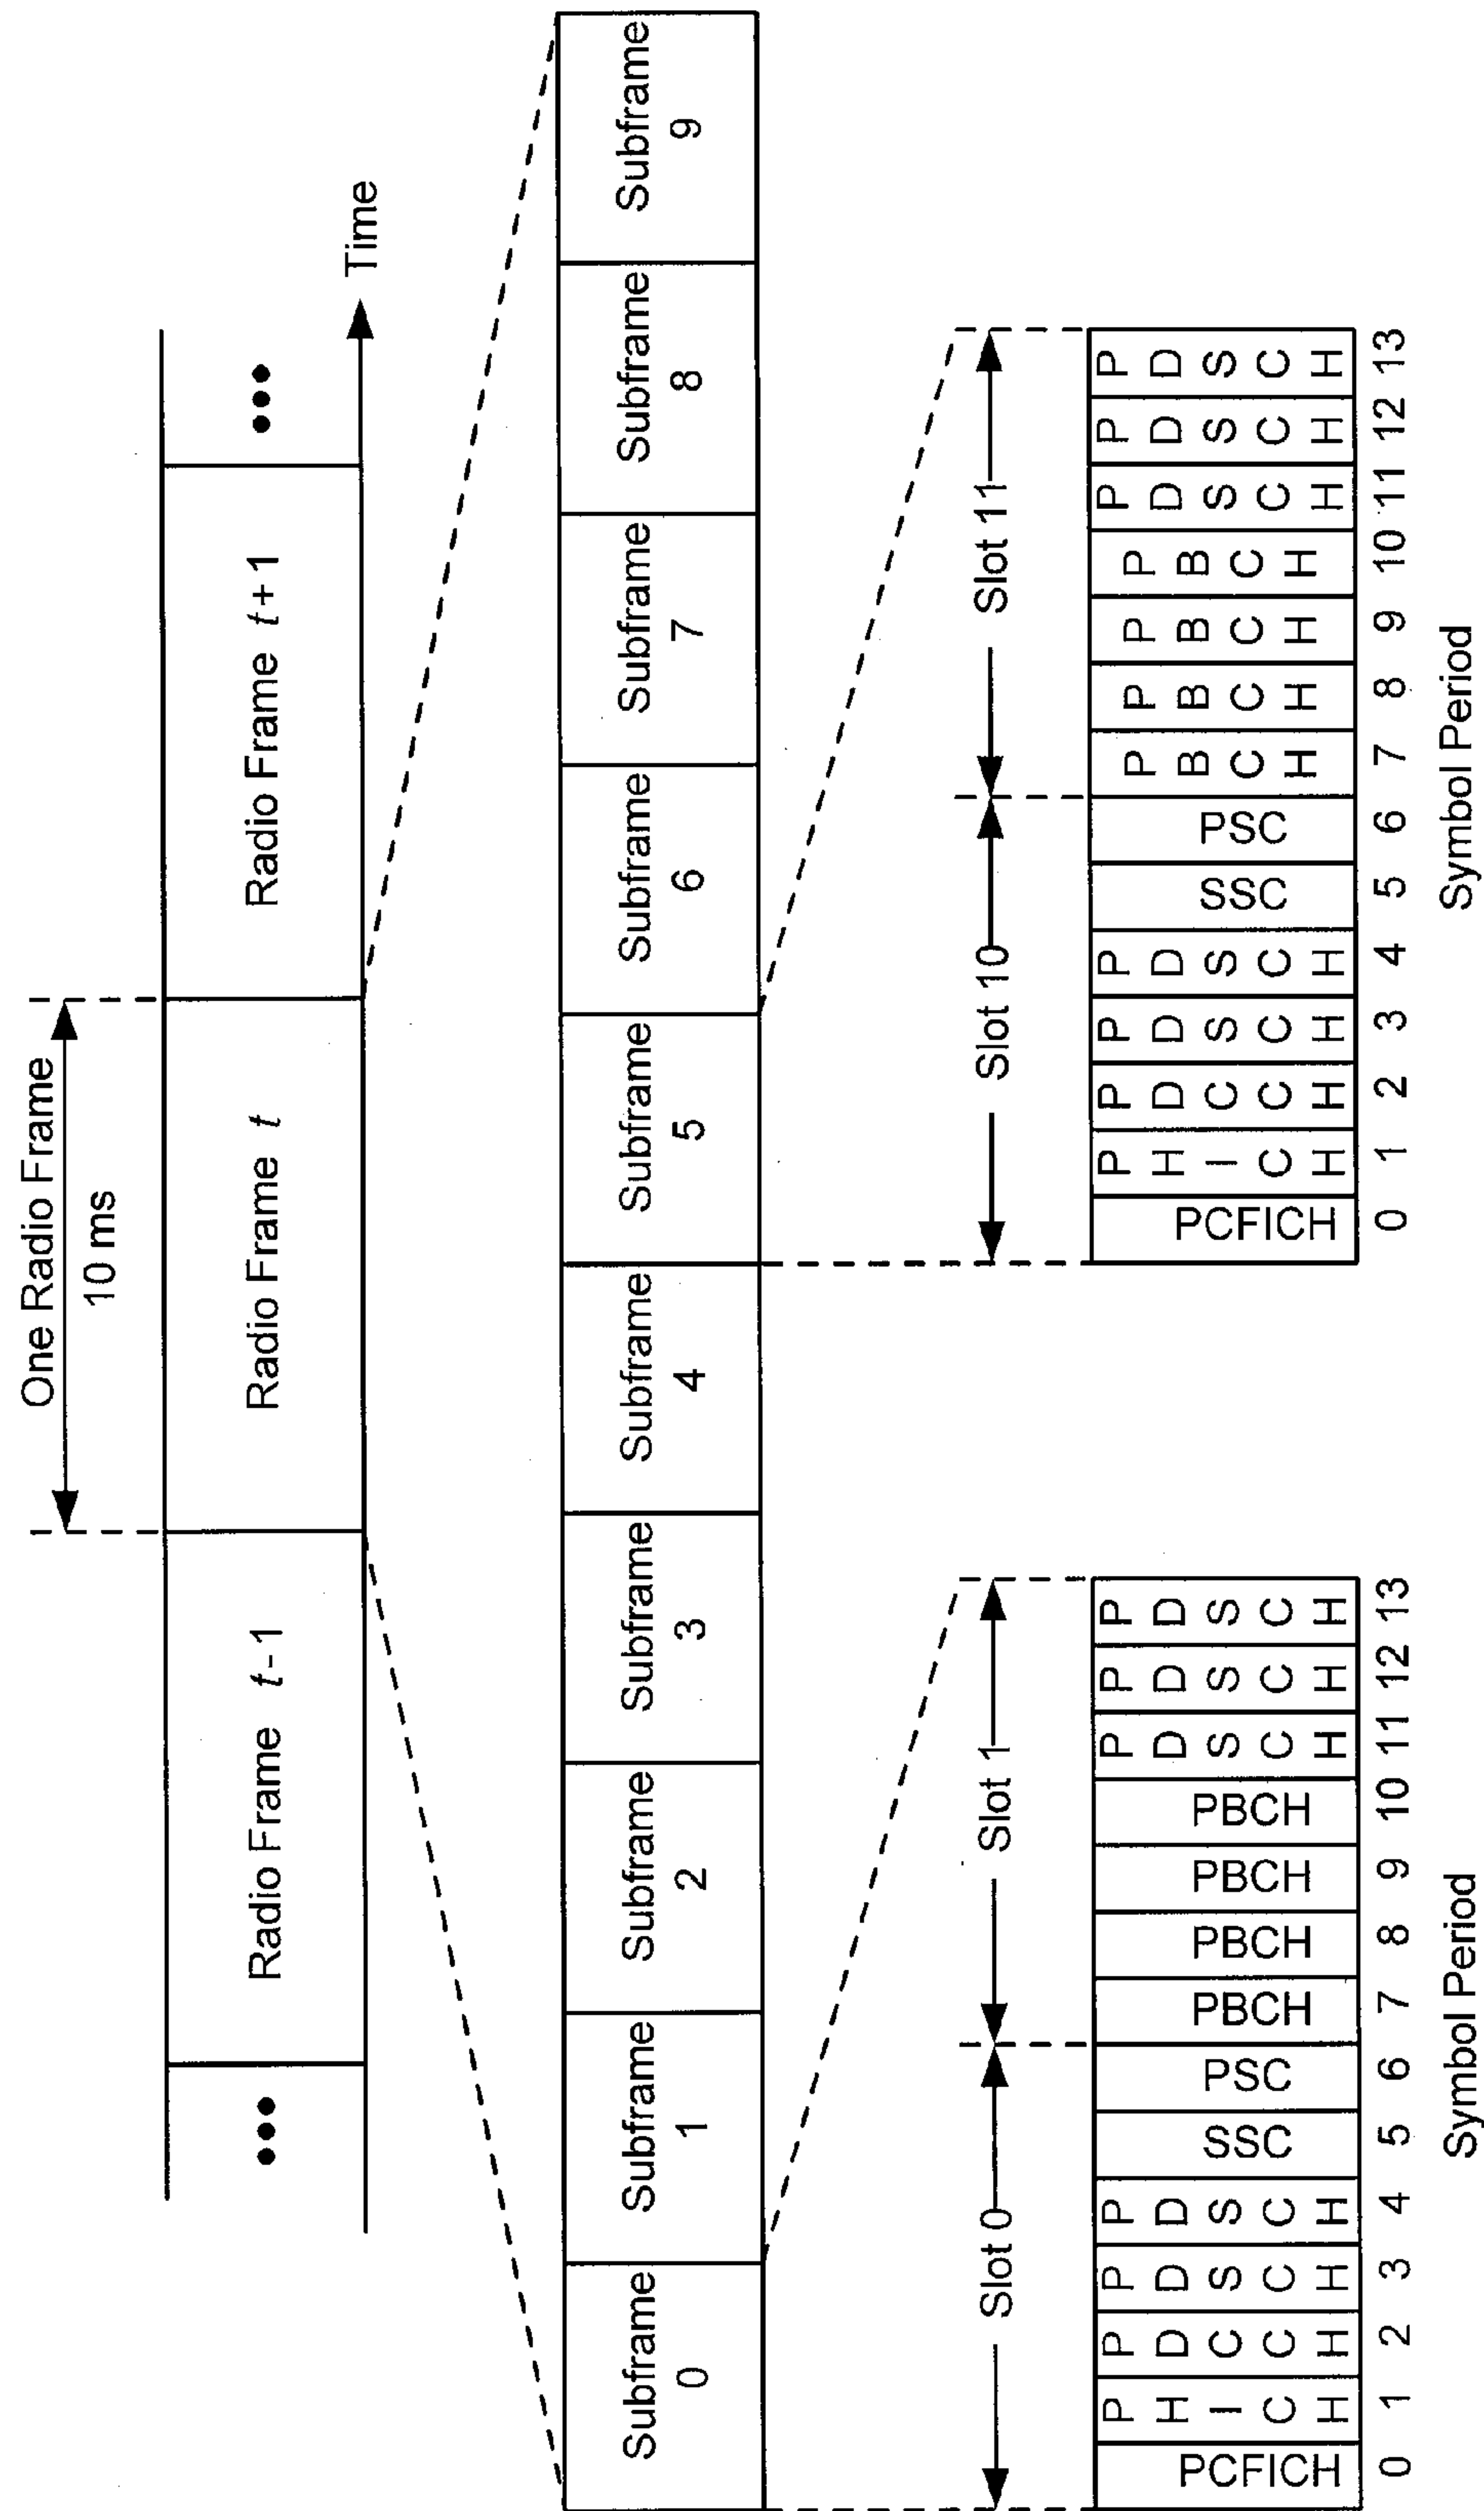 One Radio Frame
10 ms
••• Radio Frame t-1 Radio Frame t Radio Frame t+1 •••
Time
Subframe 0 Subframe 1 Subframe 2 Subframe 3 Subframe 4 Subframe 5 Subframe 6 Subframe 7 Subframe 8 Subframe 9
Slot 0 Slot 1
PCFICH PHICH PDCCH PDSCH PDSCH SSC PSC PBCH PBCH PBCH PBCH PDSCH PDSCH PDSCH
0 1 2 3 4 5 6 7 8 9 10 11 12 13
Symbol Period
Slot 10 Slot 11
PCFICH PHICH PDCCH PDSCH PDSCH SSC PSC PBCH PBCH PBCH PBCH PDSCH PDSCH PDSCH
0 1 2 3 4 5 6 7 8 9 10 11 12 13
Symbol Period